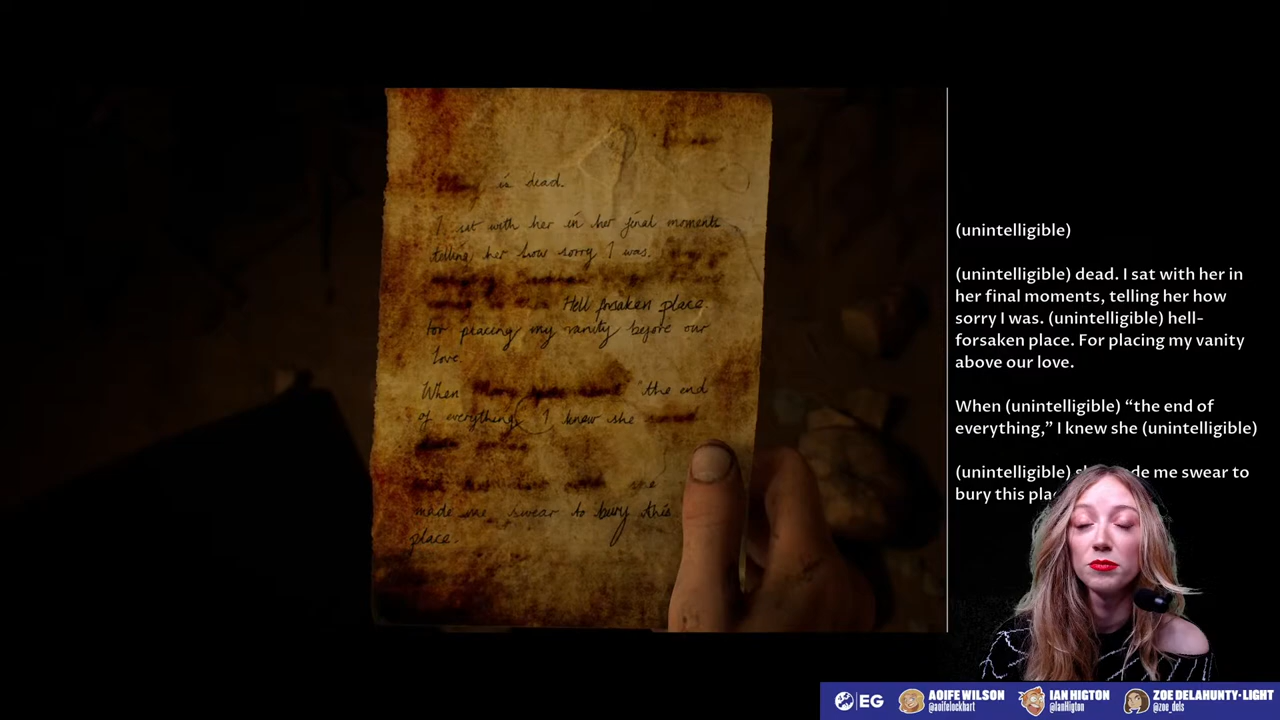 is dead.
I sat with her in her final moments
telling her how sorry I was.
Hell forsaken place.
for placing my vanity before our
love.
When "the end
of everything" I knew she
she
made me swear to bury this
place.
(unintelligible)
(unintelligible) dead. I sat with her in
her final moments, telling her how
sorry I was. (unintelligible) hell-
forsaken place. For placing my vanity
above our love.
When (unintelligible) “the end of
everything,” I knew she (unintelligible)
(unintelligible) me swear to
bury this
EG
AOIFE WILSON
@aoifelockhart
IAN HIGTON
@IanHigton
ZOE DELAHUNTY-LIGHT
@zoe_dels